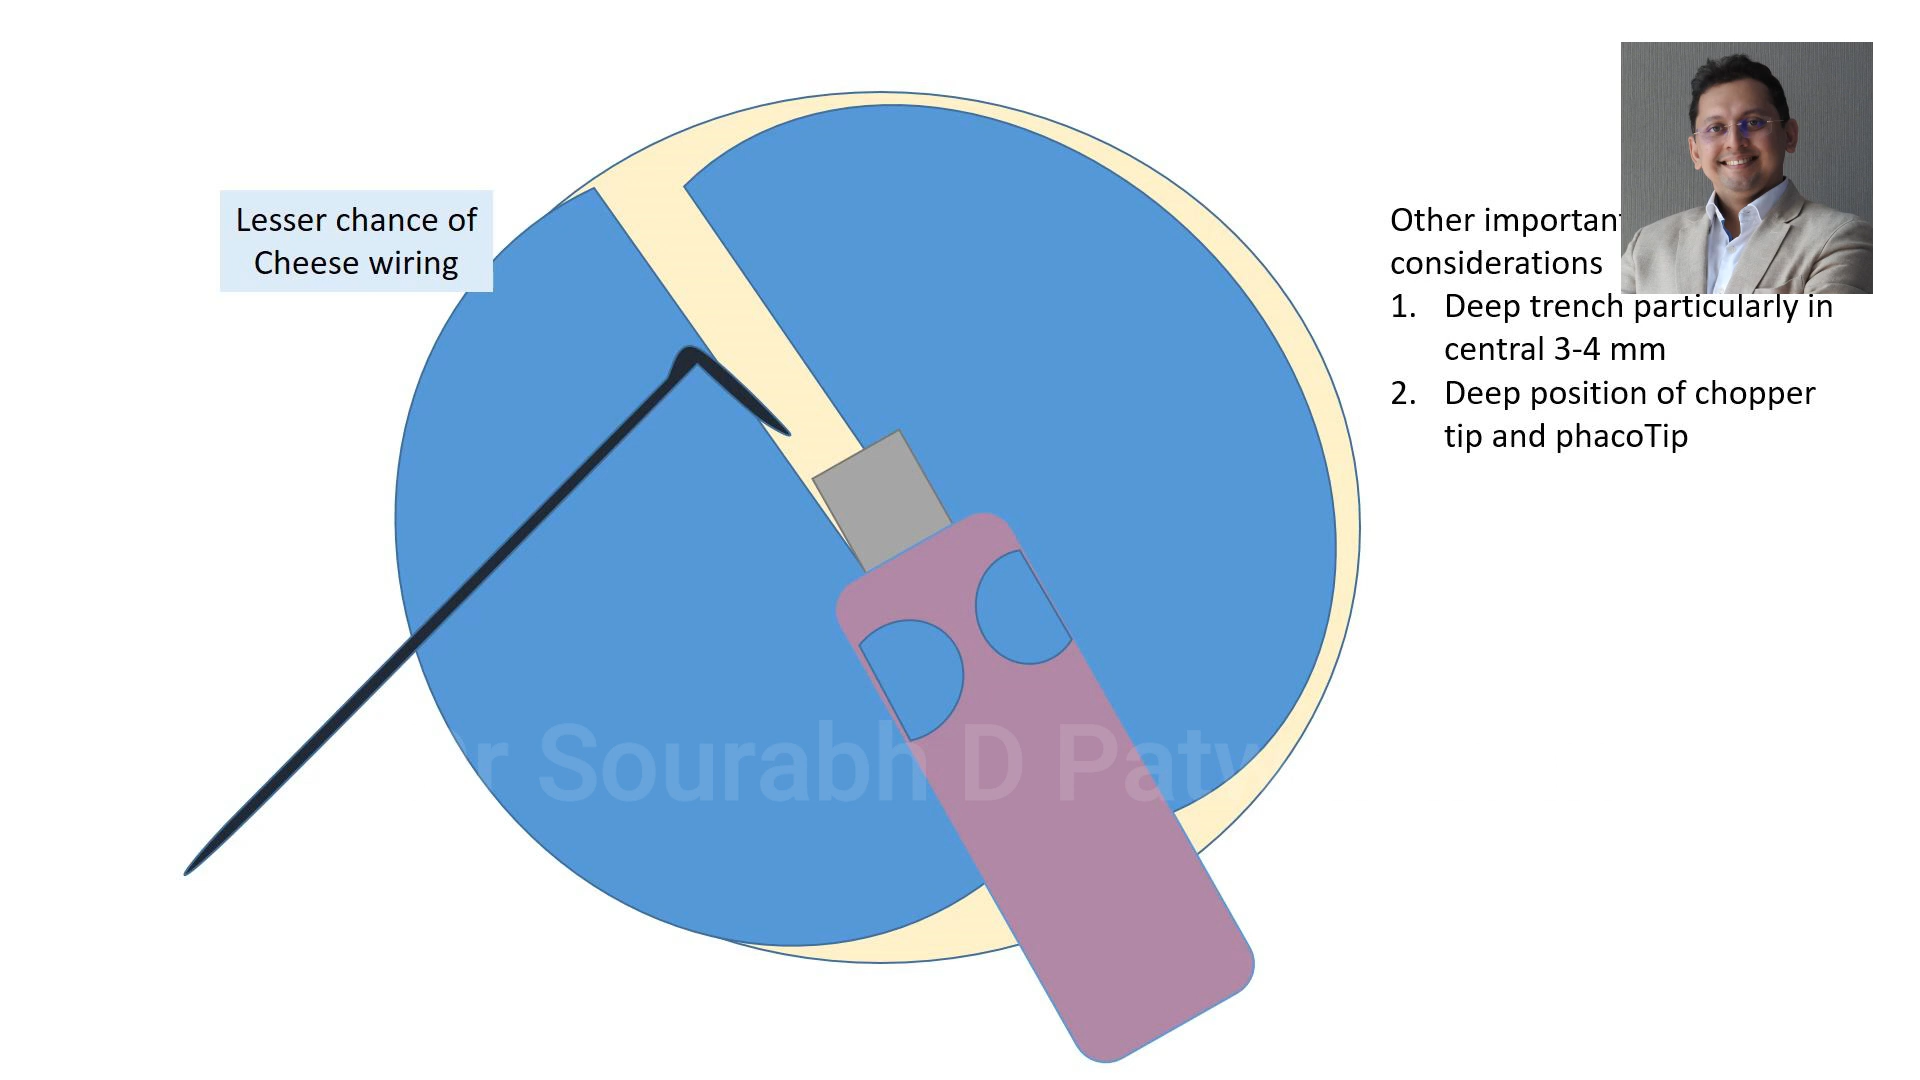 Lesser chance of
Cheese wiring
Other important
considerations
1. Deep trench particularly in
central 3-4 mm
2. Deep position of chopper
tip and phacoTip
Sourabh D